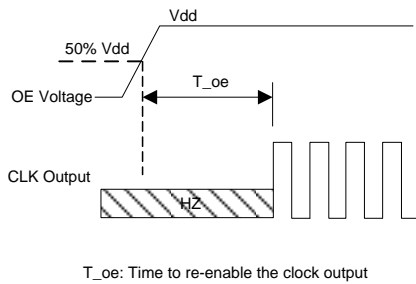 Vdd
50% Vdd
T_oe
OE Voltage
CLK Output
HZ
T_oe: Time to re-enable the clock output